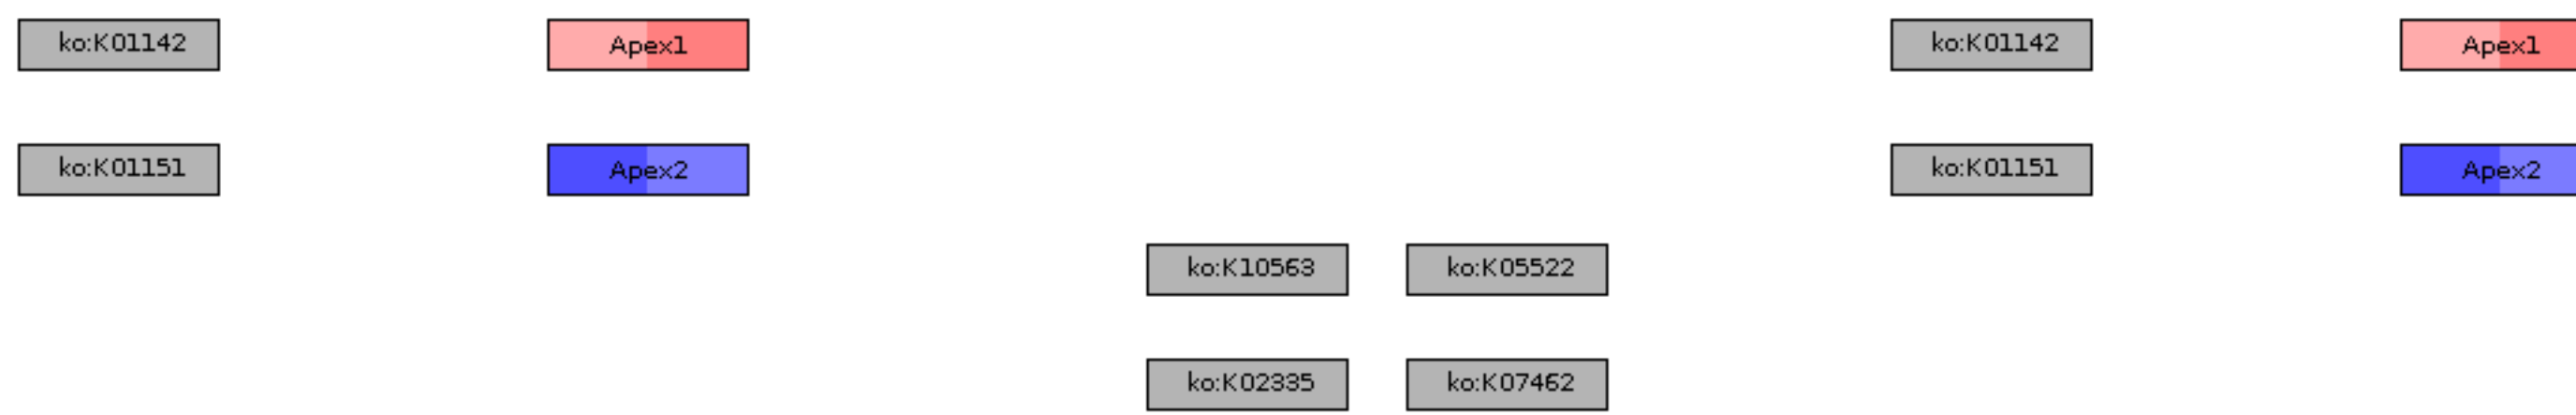 ko:K01142 Apex1 ko:K01142 Apex1
ko:K01151 Apex2 ko:K01151 Apex2
ko:K10563 ko:K05522
ko:K02335 ko:K07462